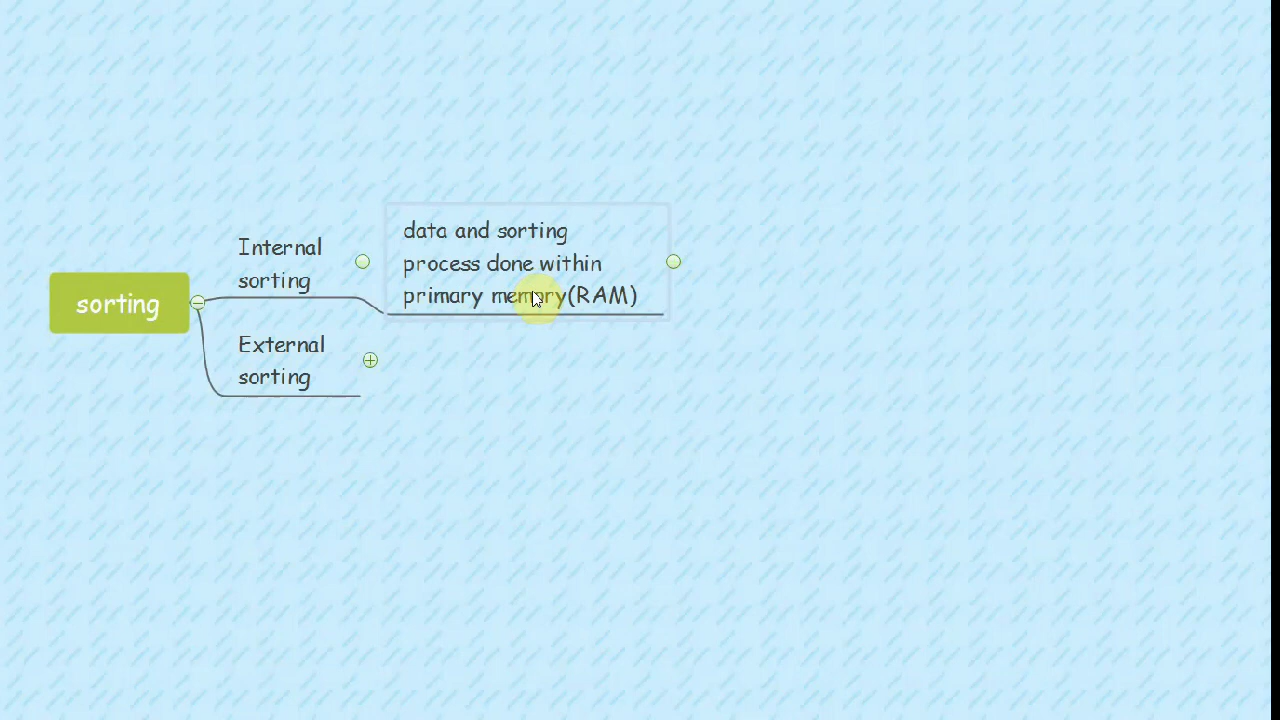 sorting
Internal
sorting
data and sorting
process done within
primary memory(RAM)
External
sorting